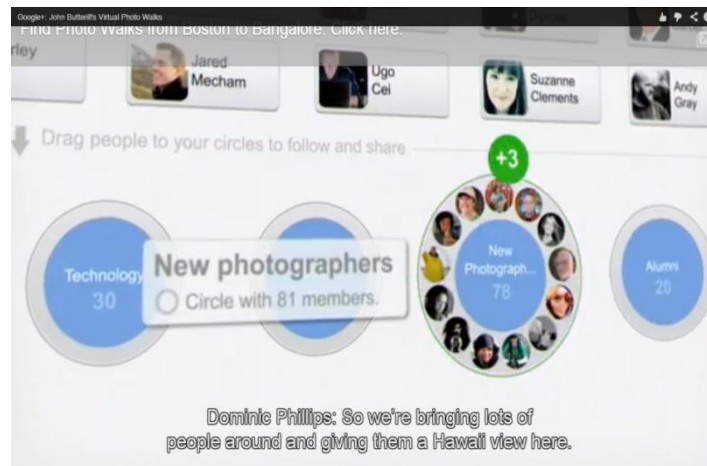 Google+: John Butterill's Virtual Photo Walks
Find Photo Walks from Boston to Bangalore. Click here.
rley
Jared
Mecham
Ugo
Cei
Suzanne
Clements
Andy
Gray
Drag people to your circles to follow and share
+3
Technology
30
New photographers
Circle with 81 members.
New
Photograph...
78
Alumni
20
Dominic Phillips: So we're bringing lots of
people around and giving them a Hawaii view here.